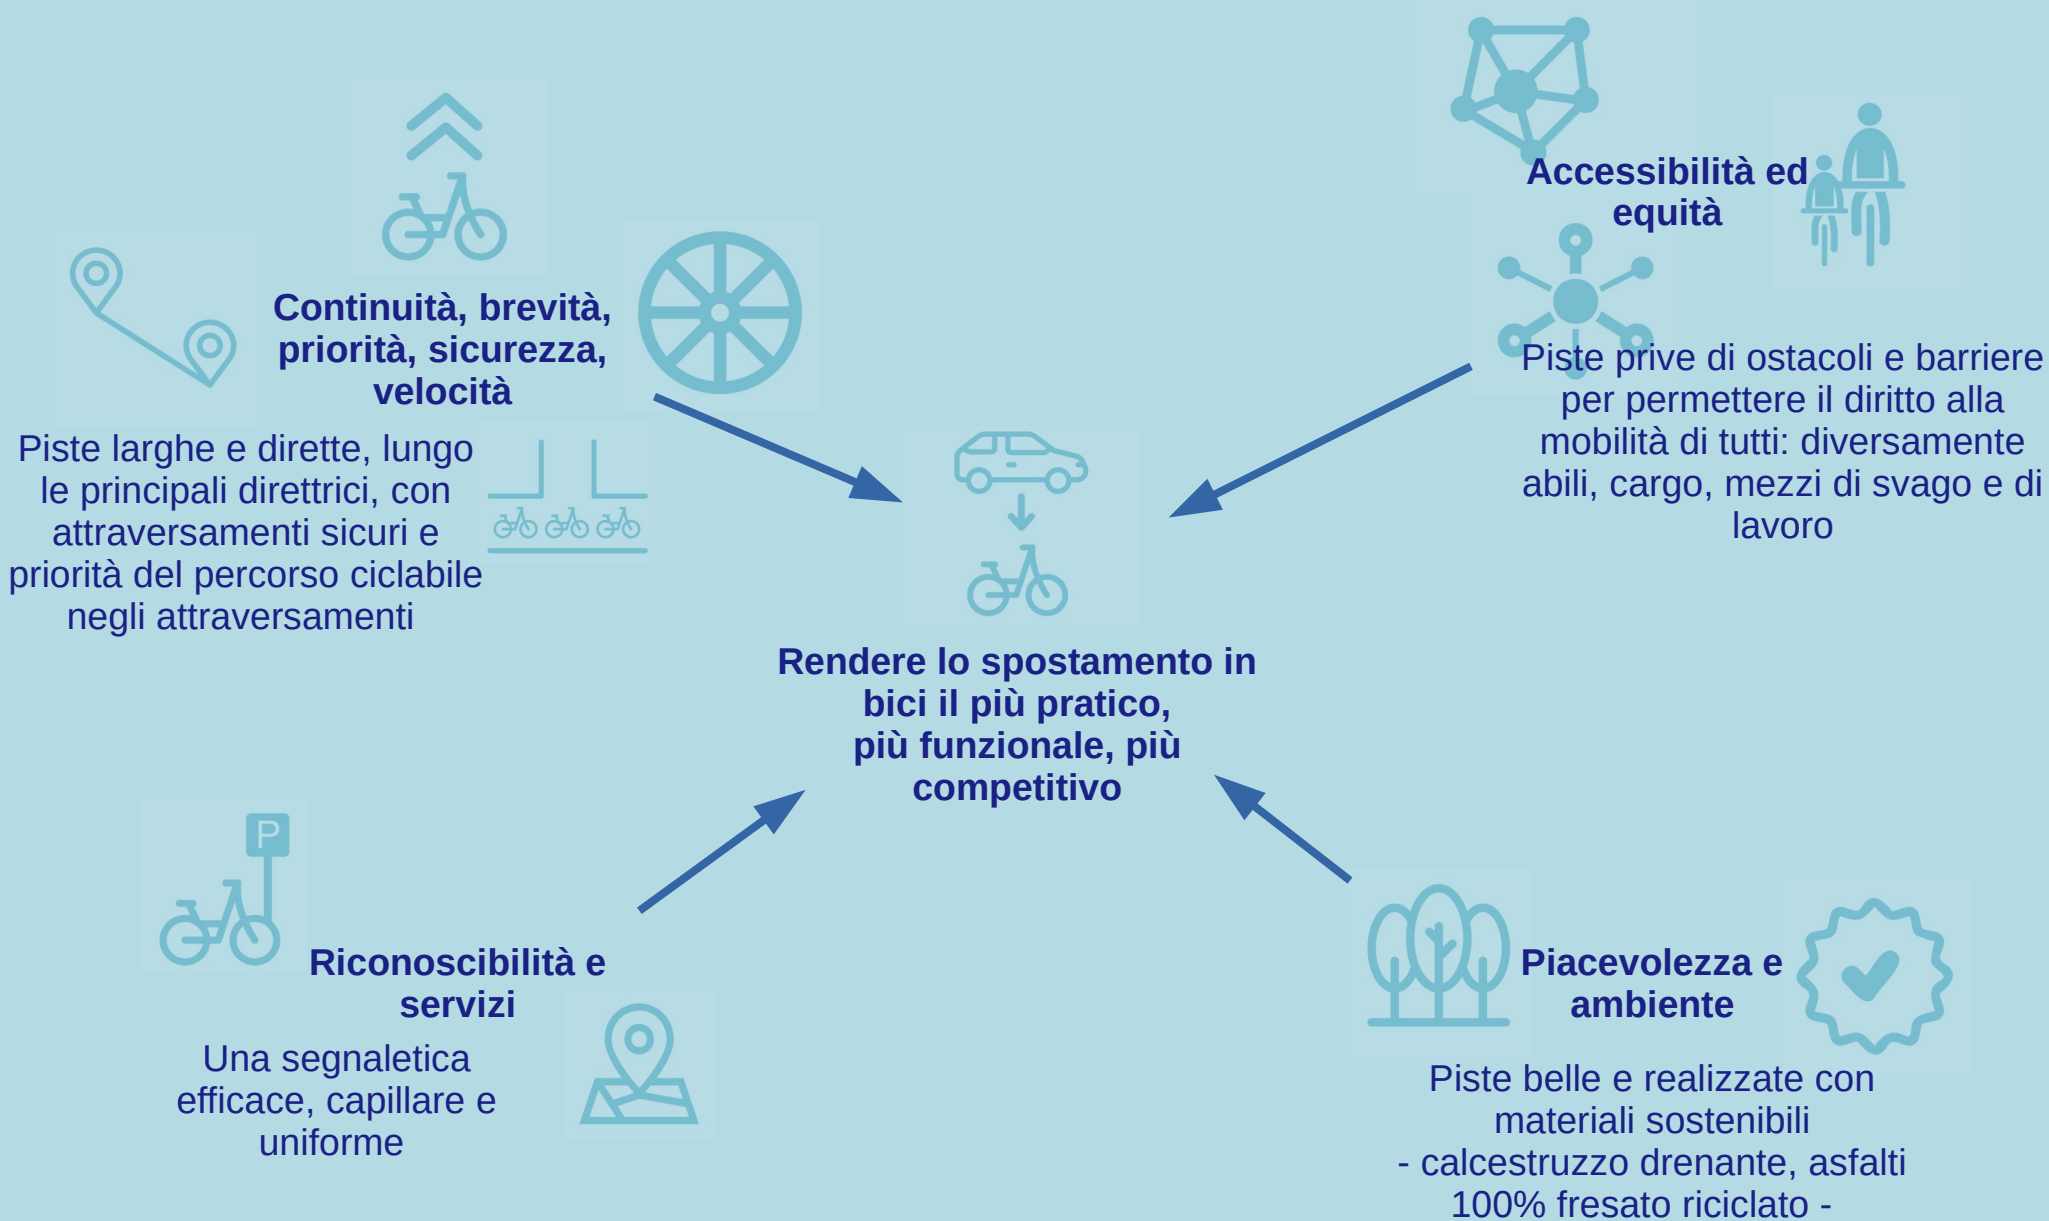 Continuità, brevità,
priorità, sicurezza,
velocità
Piste larghe e dirette, lungo
le principali direttrici, con
attraversamenti sicuri e
priorità del percorso ciclabile
negli attraversamenti
Accessibilità ed
equità
Piste prive di ostacoli e barriere
per permettere il diritto alla
mobilità di tutti: diversamente
abili, cargo, mezzi di svago e di
lavoro
Rendere lo spostamento in
bici il più pratico,
più funzionale, più
competitivo
P
Riconoscibilità e
servizi
Una segnaletica
efficace, capillare e
uniforme
Piacevolezza e
ambiente
Piste belle e realizzate con
materiali sostenibili
- calcestruzzo drenante, asfalti
100% fresato riciclato -